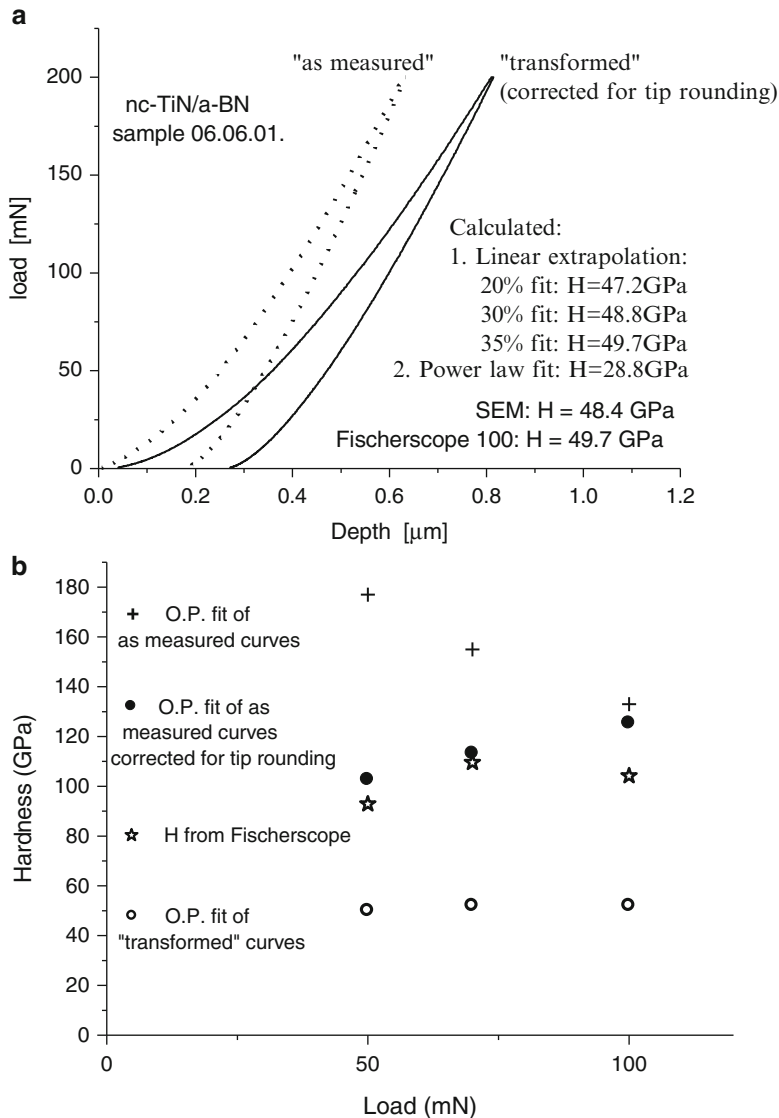 a
"as measured"
"transformed"
(corrected for tip rounding)
nc-TiN/a-BN
sample 06.06.01.
Calculated:
1. Linear extrapolation:
20% fit: H=47.2GPa
30% fit: H=48.8GPa
35% fit: H=49.7GPa
2. Power law fit: H=28.8GPa
SEM: H = 48.4 GPa
Fischerscope 100: H = 49.7 GPa
load [mN]
200
150
100
50
0
0.0 0.2 0.4 0.6 0.8 1.0 1.2
Depth [µm]
b
Hardness (GPa)
180
160
140
120
100
80
60
40
20
0
O.P. fit of
as measured curves
O.P. fit of as
measured curves
corrected for tip rounding
H from Fischerscope
O.P. fit of
"transformed" curves
0 50 100
Load (mN)